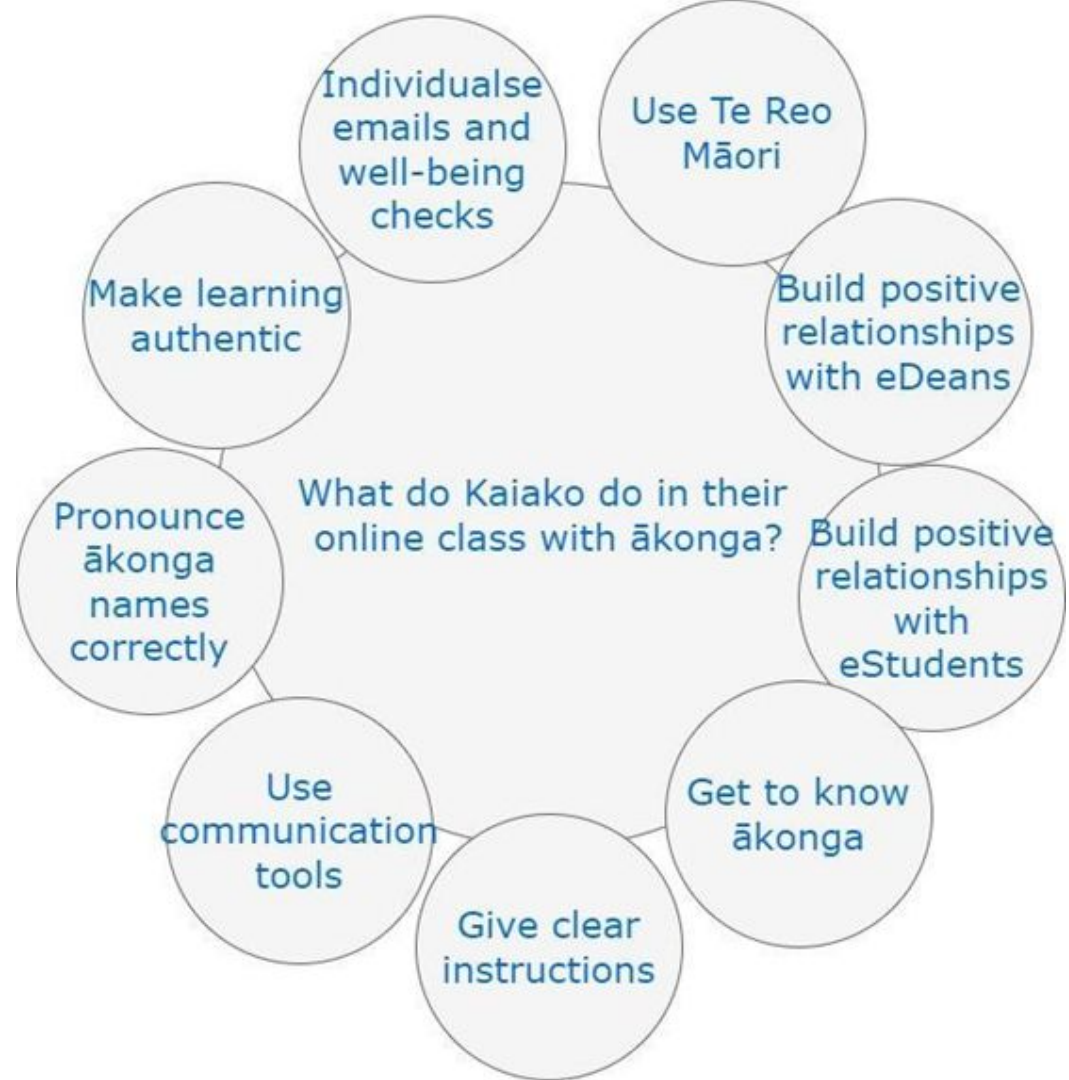 What do Kaiako do in their
online class with ākonga?
Use Te Reo
Māori
Build positive
relationships
with eDeans
Build positive
relationships
with
eStudents
Get to know
ākonga
Give clear
instructions
Use
communication
tools
Pronounce
ākonga
names
correctly
Make learning
authentic
Individualse
emails and
well-being
checks